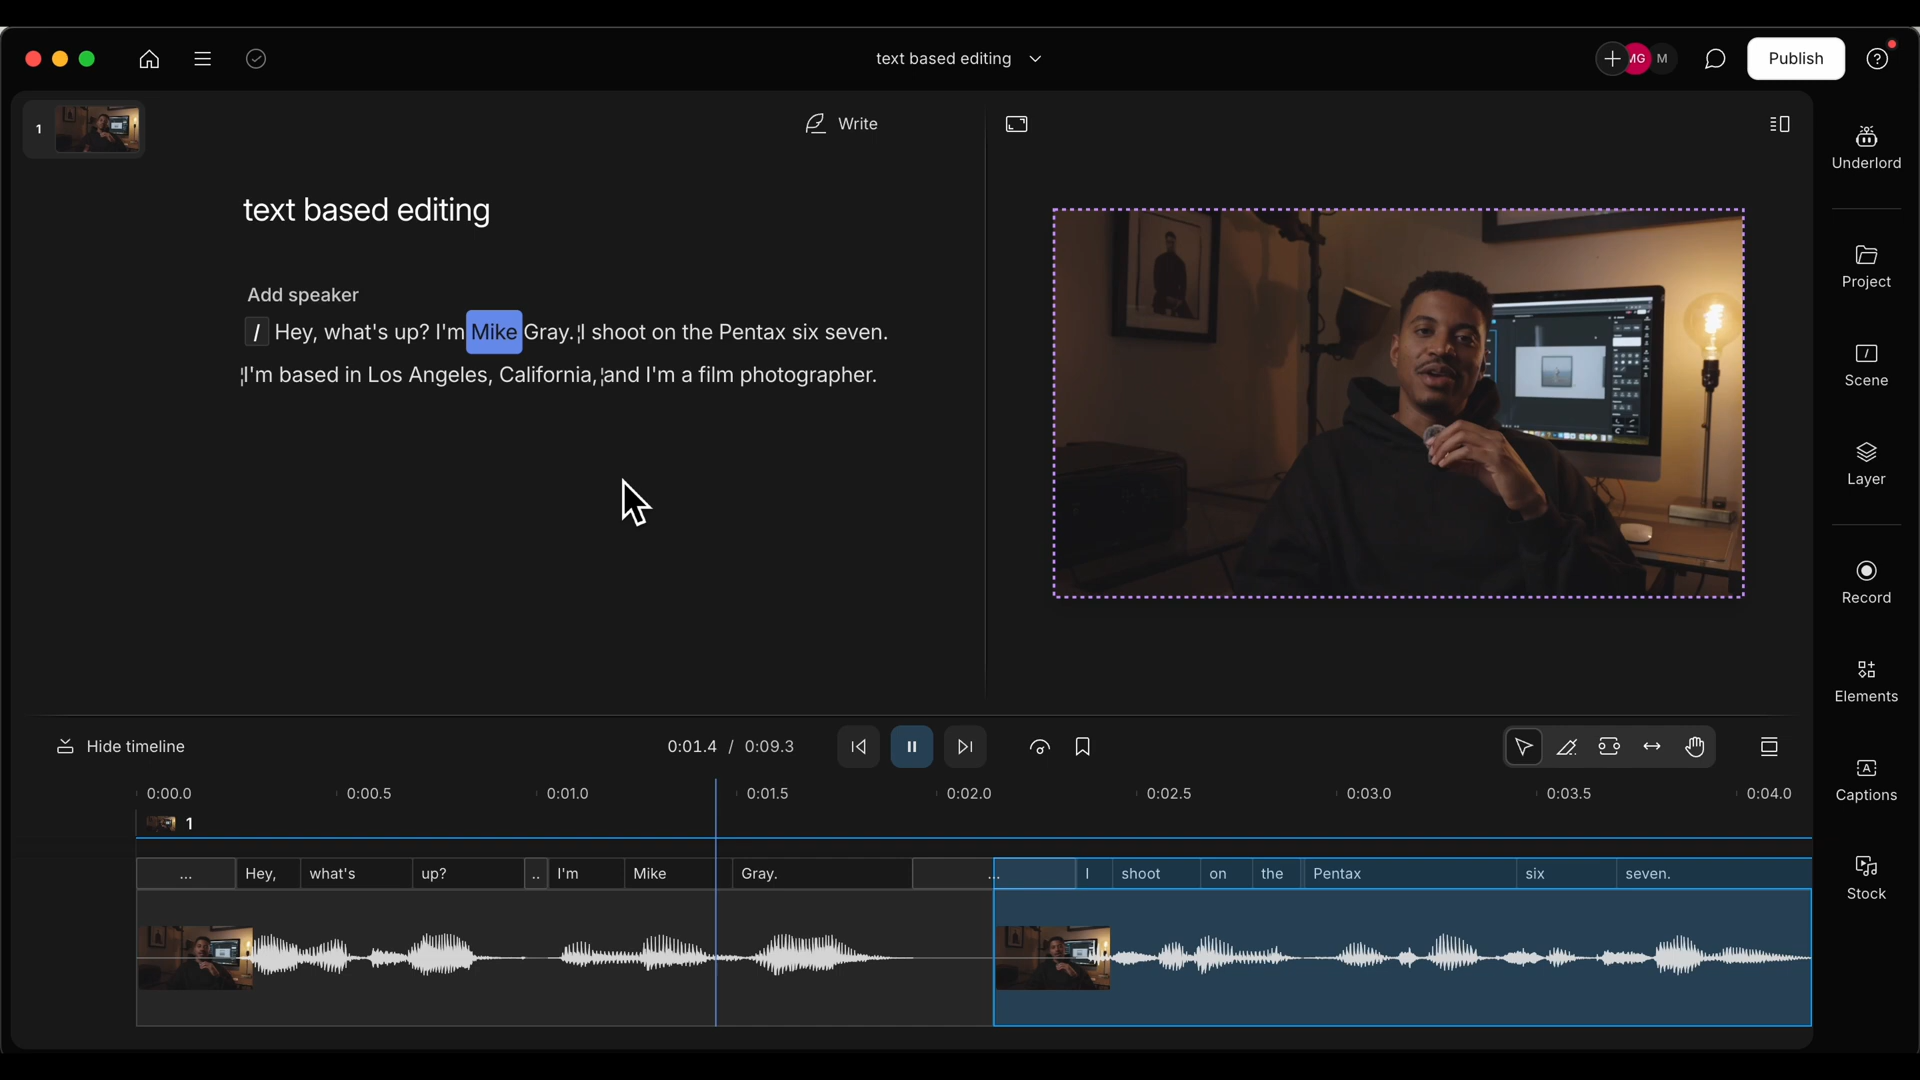 text based editing
MG
M
Publish
1
Write
text based editing
Add speaker
/ Hey, what's up? I'm Mike Gray. I shoot on the Pentax six seven.
I'm based in Los Angeles, California, and I'm a film photographer.
Underlord
Project
Scene
Layer
Record
Elements
Captions
Stock
Hide timeline
0:01.4 / 0:09.3
0:00.0 0:00.5 0:01.0 0:01.5 0:02.0 0:02.5 0:03.0 0:03.5 0:04.0
1
... Hey, what's up? .. I'm Mike Gray. ... I shoot on the Pentax six seven.